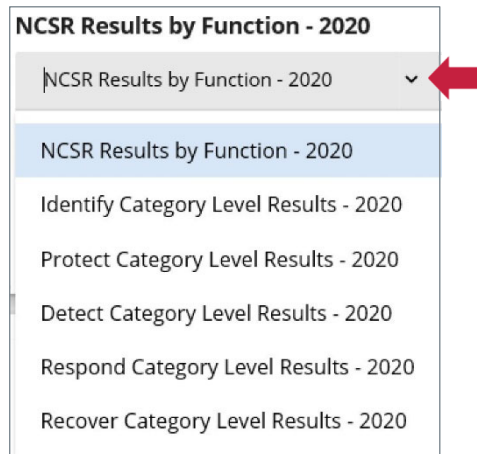 NCSR Results by Function - 2020
NCSR Results by Function - 2020
NCSR Results by Function - 2020
Identify Category Level Results - 2020
Protect Category Level Results - 2020
Detect Category Level Results - 2020
Respond Category Level Results - 2020
Recover Category Level Results - 2020